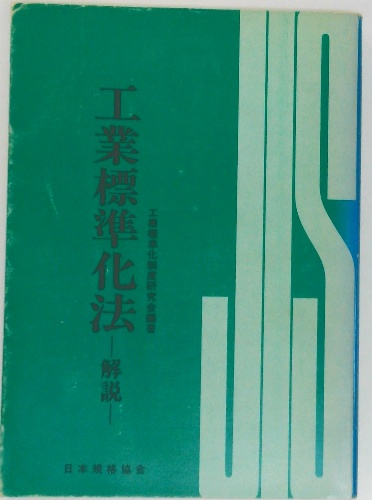 JIS
工業標準化法
―解説―
工業標準化制度研究会編著
日本規格協会